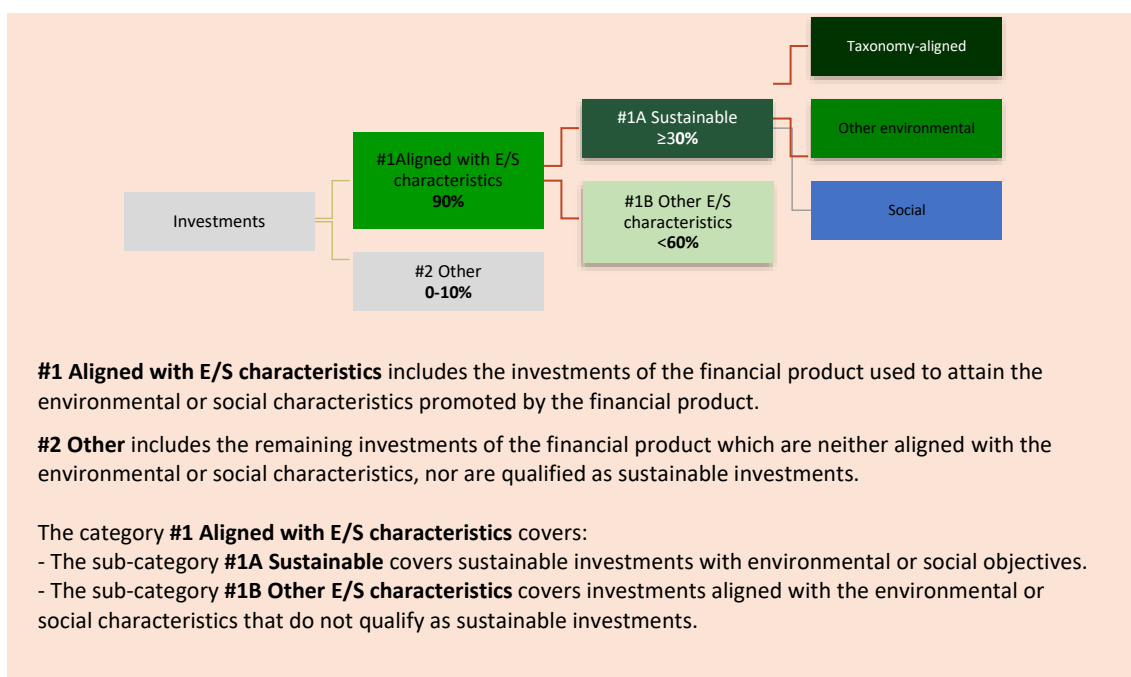 Taxonomy-aligned
#1A Sustainable
≥30%
Other environmental
#1Aligned with E/S
characteristics
90%
#1B Other E/S
characteristics
<60%
Investments
Social
#2 Other
0-10%
#1 Aligned with E/S characteristics includes the investments of the financial product used to attain the
environmental or social characteristics promoted by the financial product.
#2 Other includes the remaining investments of the financial product which are neither aligned with the
environmental or social characteristics, nor are qualified as sustainable investments.
The category #1 Aligned with E/S characteristics covers:
- The sub-category #1A Sustainable covers sustainable investments with environmental or social objectives.
- The sub-category #1B Other E/S characteristics covers investments aligned with the environmental or
social characteristics that do not qualify as sustainable investments.